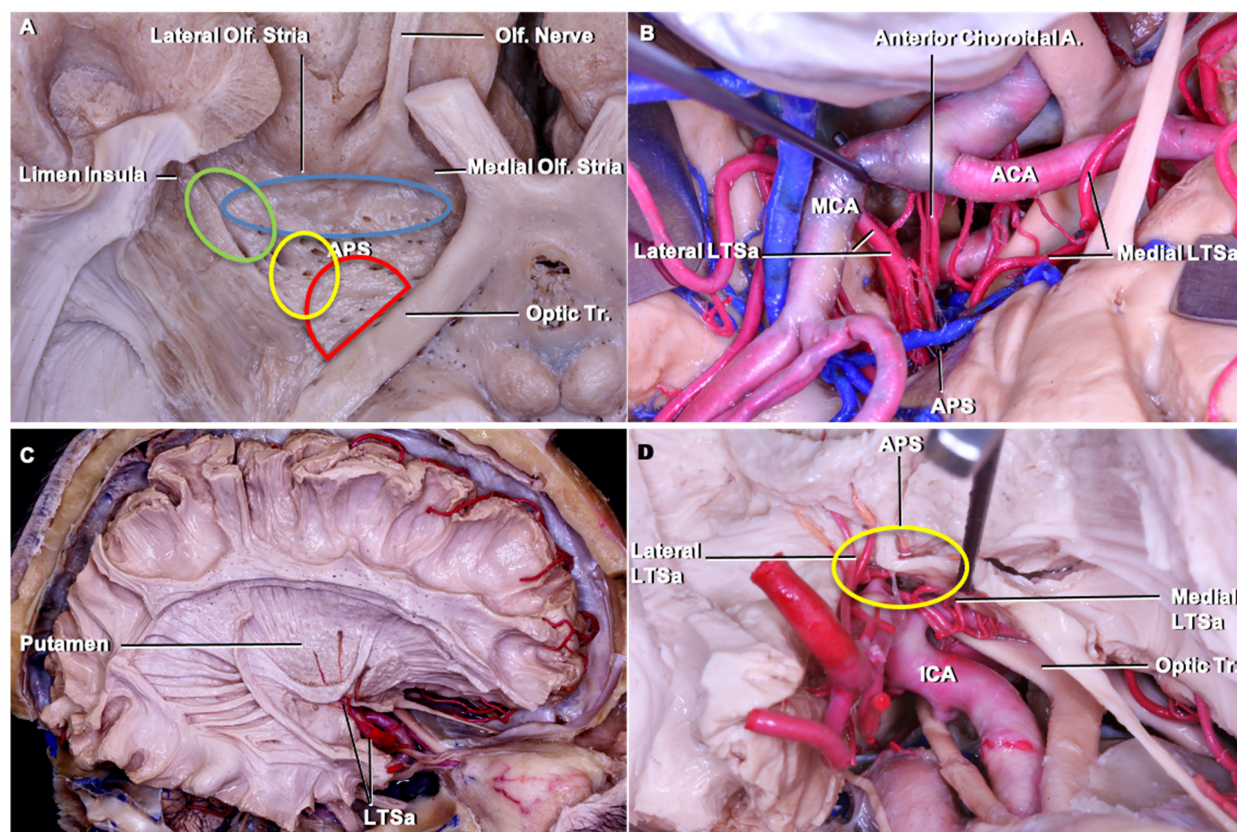 A
Lateral Olf. Stria
Olf. Nerve
Limen Insula
Medial Olf. Stria
APS
Optic Tr.
B
Anterior Choroidal A.
ACA
MCA
Lateral LTSa
Medial LTSa
APS
C
Putamen
LTSa
D
APS
Lateral
LTSa
Medial
LTSa
ICA
Optic Tr.